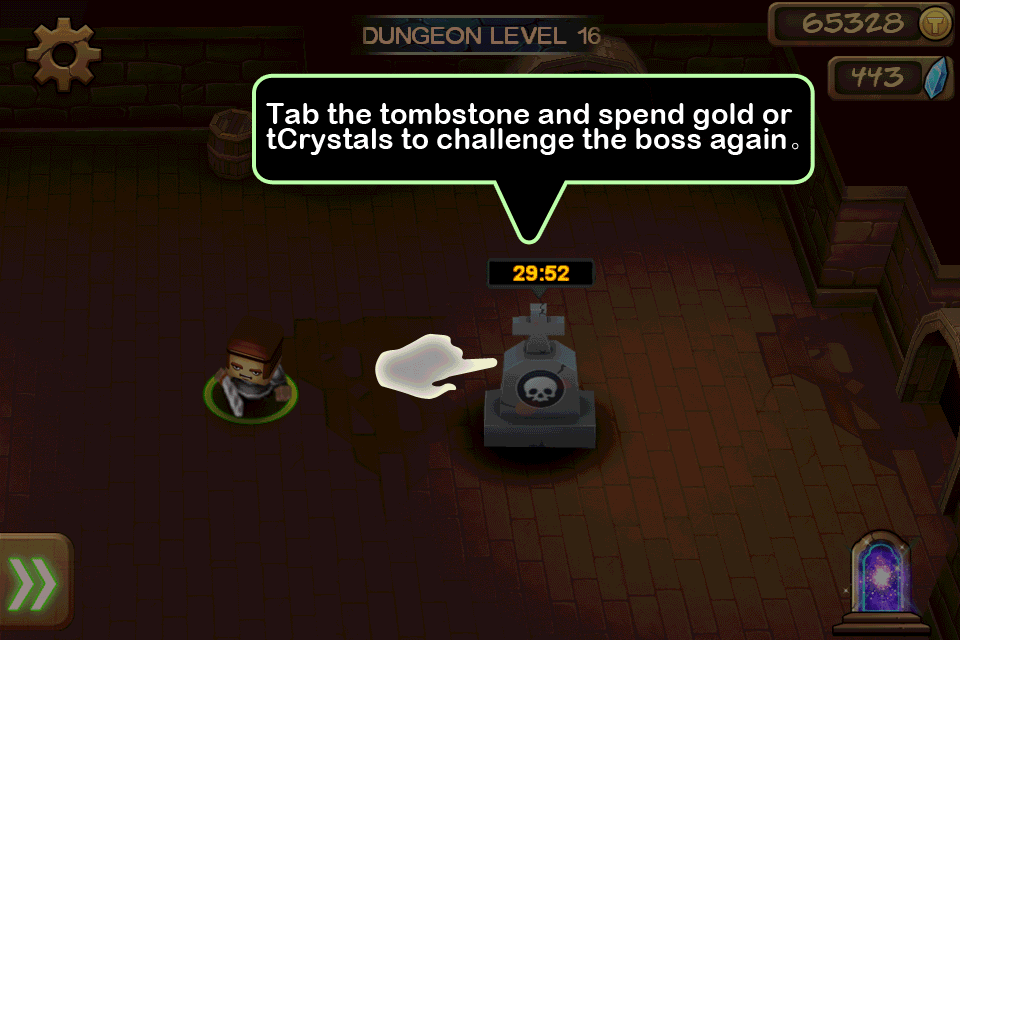 DUNGEON LEVEL 16
65328
443
Tab the tombstone and spend gold or
tCrystals to challenge the boss again。
29:52